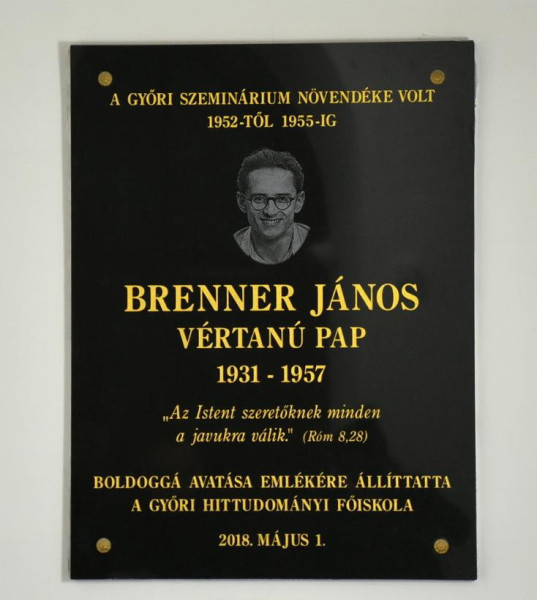 A GYŐRI SZEMINÁRIUM NÖVENDÉKE VOLT
1952-TŐL 1955-IG
BRENNER JÁNOS
VÉRTANÚ PAP
1931 - 1957
„Az Istent szeretőknek minden
a javukra válik." (Róm 8,28)
BOLDOGGÁ AVATÁSA EMLÉKÉRE ÁLLÍTTATTA
A GYŐRI HITTUDOMÁNYI FŐISKOLA
2018. MÁJUS 1.